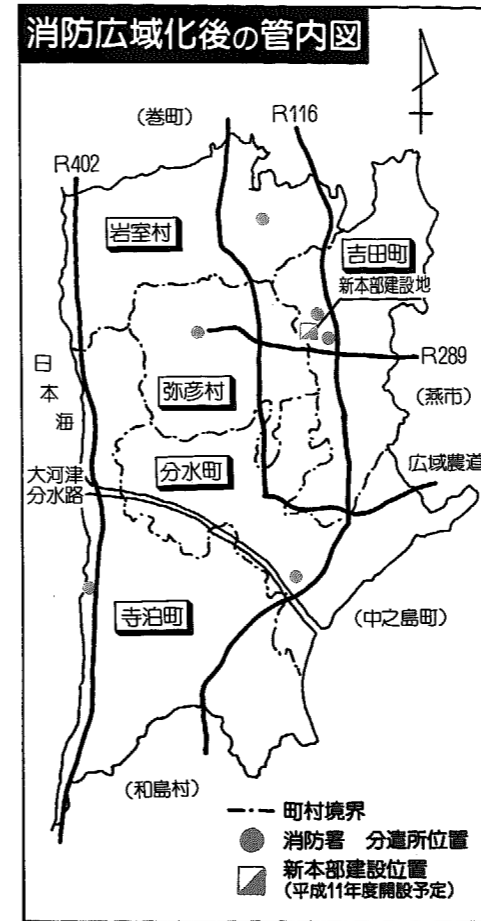 消防広域化後の管内図
(巻町)
R116
R402
岩室村
吉田町
新本部建設地
R289
日本海
弥彦村
(燕市)
分水町
広域農道
大河津
分水路
寺泊町
(中之島町)
(和島村)
町村境界
消防署 分遣所位置
新本部建設位置
(平成11年度開設予定)